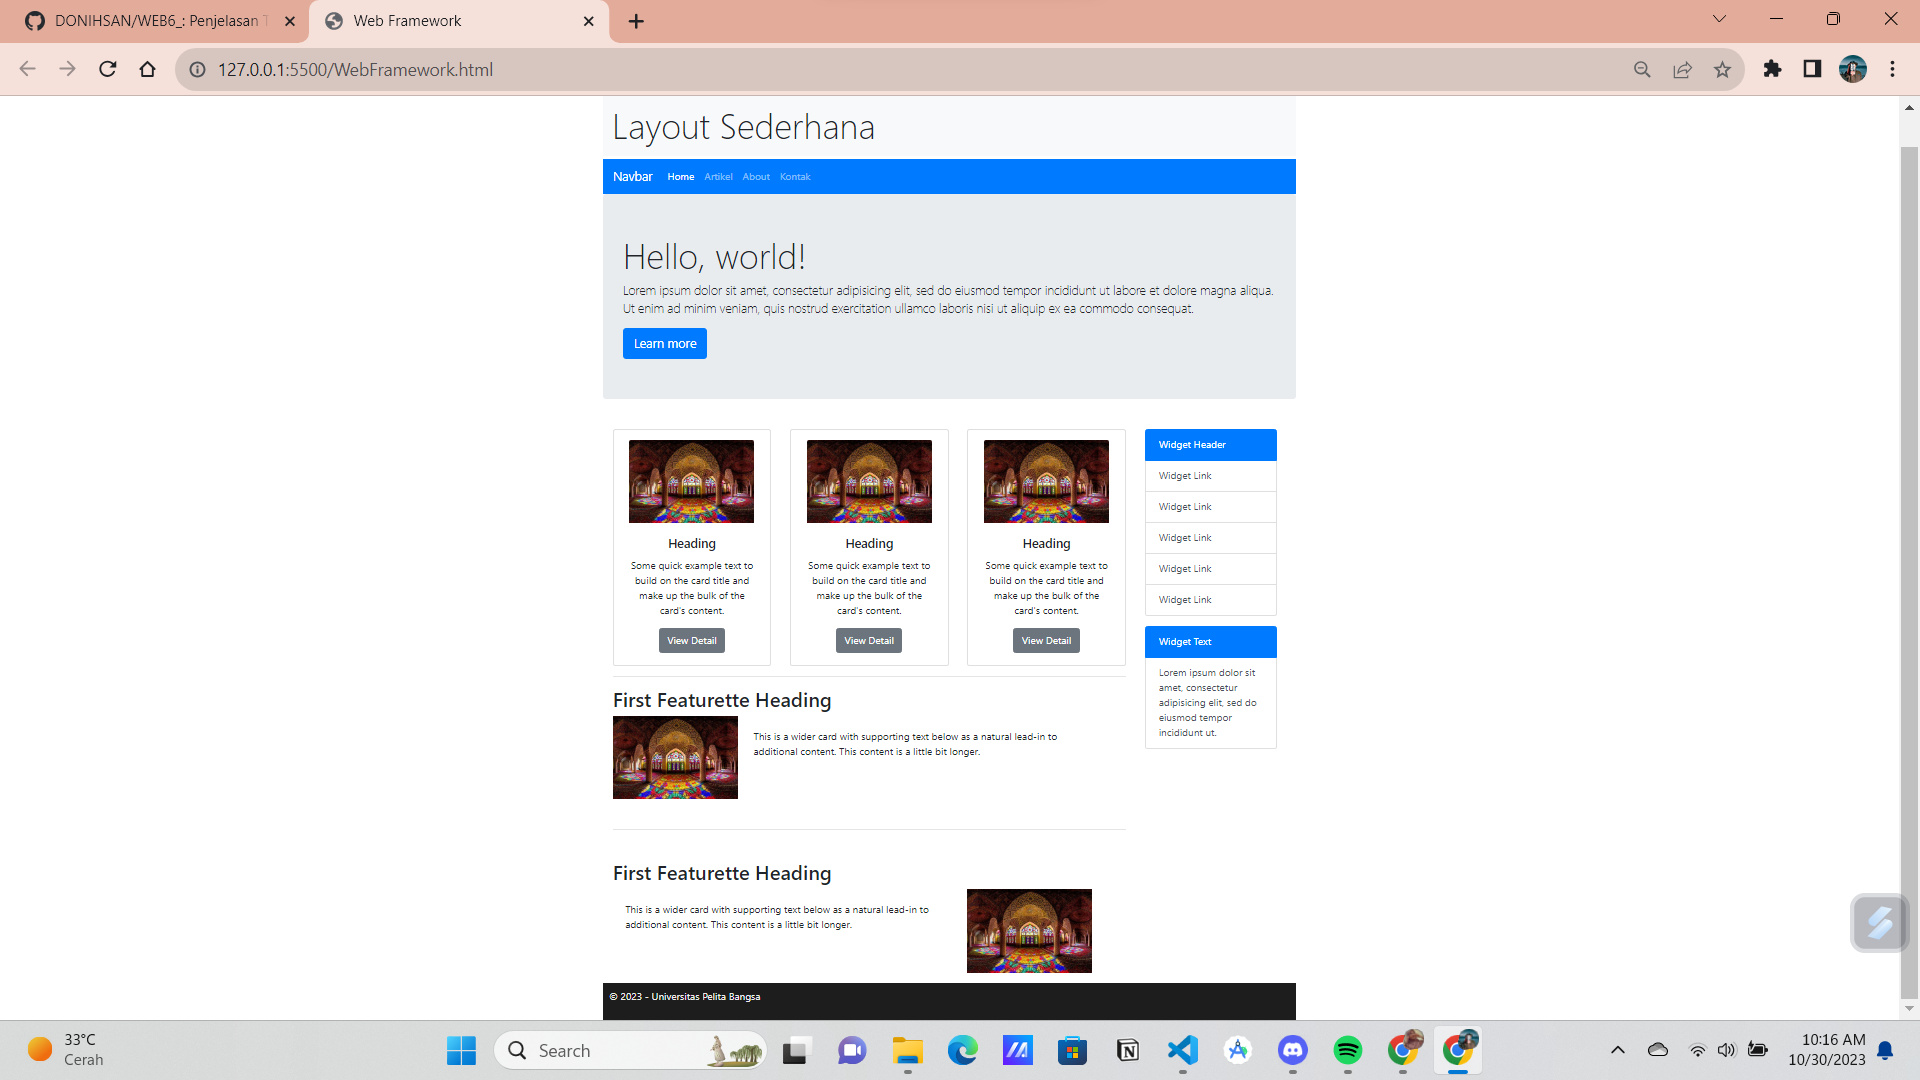 DONIHSAN/WEB6_: Penjelasan T
Web Framework
127.0.0.1:5500/WebFramework.html
Layout Sederhana
Navbar Home Artikel About Kontak
Hello, world!
Lorem ipsum dolor sit amet, consectetur adipisicing elit, sed do eiusmod tempor incididunt ut labore et dolore magna aliqua.
Ut enim ad minim veniam, quis nostrud exercitation ullamco laboris nisi ut aliquip ex ea commodo consequat.
Learn more
Heading
Some quick example text to
build on the card title and
make up the bulk of the
card's content.
View Detail
Heading
Some quick example text to
build on the card title and
make up the bulk of the
card's content.
View Detail
Heading
Some quick example text to
build on the card title and
make up the bulk of the
card's content.
View Detail
Widget Header
Widget Link
Widget Link
Widget Link
Widget Link
Widget Link
Widget Text
Lorem ipsum dolor sit
amet, consectetur
adipisicing elit, sed do
eiusmod tempor
incididunt ut.
First Featurette Heading
This is a wider card with supporting text below as a natural lead-in to
additional content. This content is a little bit longer.
First Featurette Heading
This is a wider card with supporting text below as a natural lead-in to
additional content. This content is a little bit longer.
© 2023 - Universitas Pelita Bangsa
33°C
Cerah
Search
10:16 AM
10/30/2023